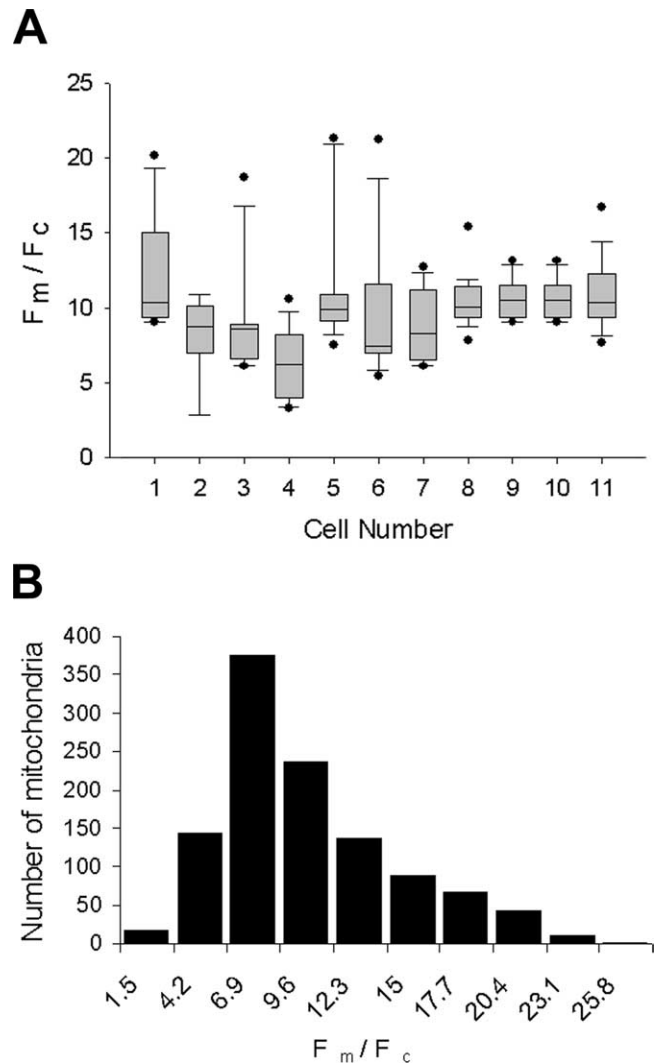 A
25
20
15
10
5
0
Fm / Fc
1 2 3 4 5 6 7 8 9 10 11
Cell Number
B
400
350
300
250
200
150
100
50
0
Number of mitochondria
1.5 4.2 6.9 9.6 12.3 15 17.7 20.4 23.1 25.8
F m / F c